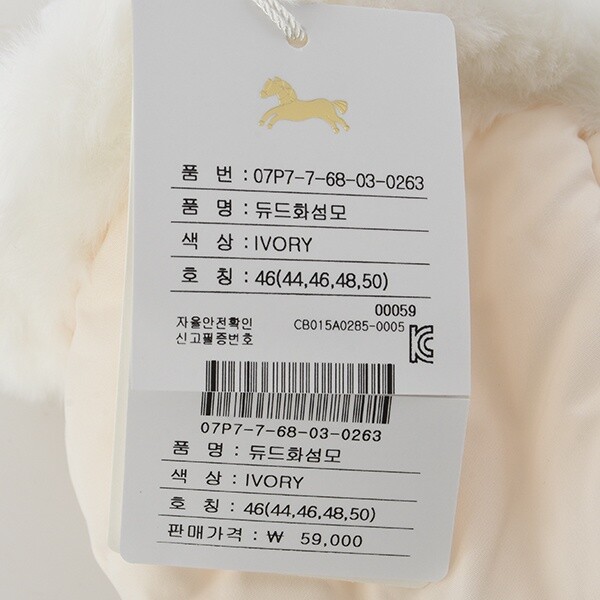 품 번 : 07P7-7-68-03-0263
품 명 : 듀드화섬모
색 상 : IVORY
호 칭 : 46(44,46,48,50)
00059
자율안전확인 CB015A0285-0005
신고필증번호
07P7-7-68-03-0263
품 명 : 듀드화섬모
색 상 : IVORY
호 칭 : 46(44,46,48,50)
판매가격 : ₩ 59,000